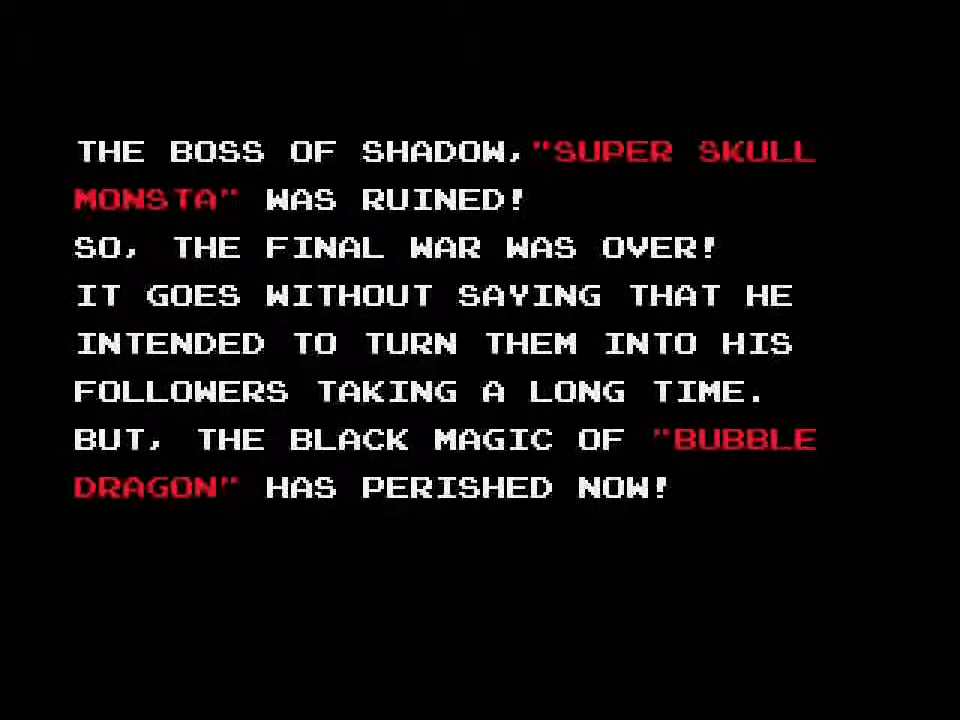 THE BOSS OF SHADOW,"SUPER SKULL
MONSTA" WAS RUINED!
SO, THE FINAL WAR WAS OVER!
IT GOES WITHOUT SAYING THAT HE
INTENDED TO TURN THEM INTO HIS
FOLLOWERS TAKING A LONG TIME.
BUT, THE BLACK MAGIC OF "BUBBLE
DRAGON" HAS PERISHED NOW!